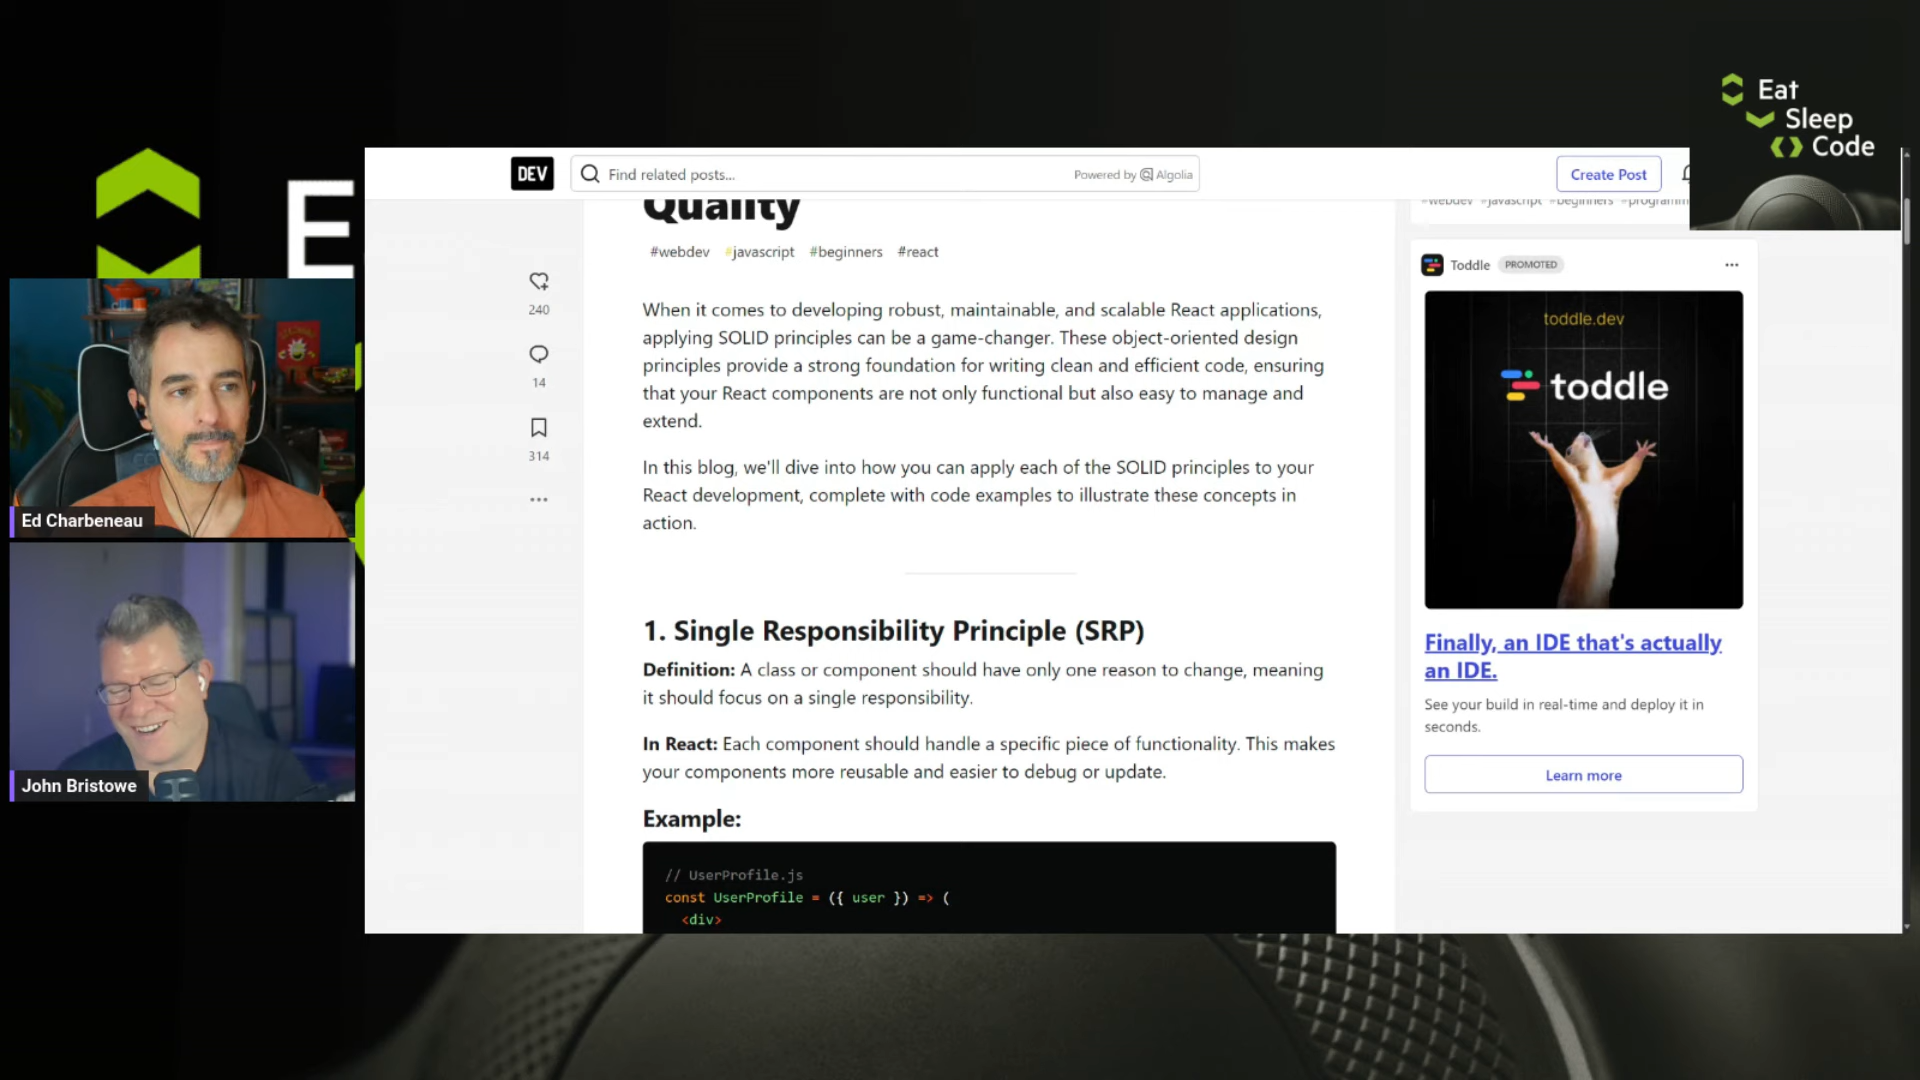 Eat
Sleep
Code
E
DEV
Find related posts...
Powered by Algolia
Create Post
Quality
#webdev #javascript #beginners #react
#webdev #javascript #beginners
240
14
314
When it comes to developing robust, maintainable, and scalable React applications,
applying SOLID principles can be a game-changer. These object-oriented design
principles provide a strong foundation for writing clean and efficient code, ensuring
that your React components are not only functional but also easy to manage and
extend.
In this blog, we'll dive into how you can apply each of the SOLID principles to your
React development, complete with code examples to illustrate these concepts in
action.
1. Single Responsibility Principle (SRP)
Definition: A class or component should have only one reason to change, meaning
it should focus on a single responsibility.
In React: Each component should handle a specific piece of functionality. This makes
your components more reusable and easier to debug or update.
Example:
// UserProfile.js
const UserProfile = ({ user }) => (
<div>
Toddle PROMOTED
toddle.dev
toddle
Finally, an IDE that's actually
an IDE.
See your build in real-time and deploy it in
seconds.
Learn more
Ed Charbeneau
John Bristowe